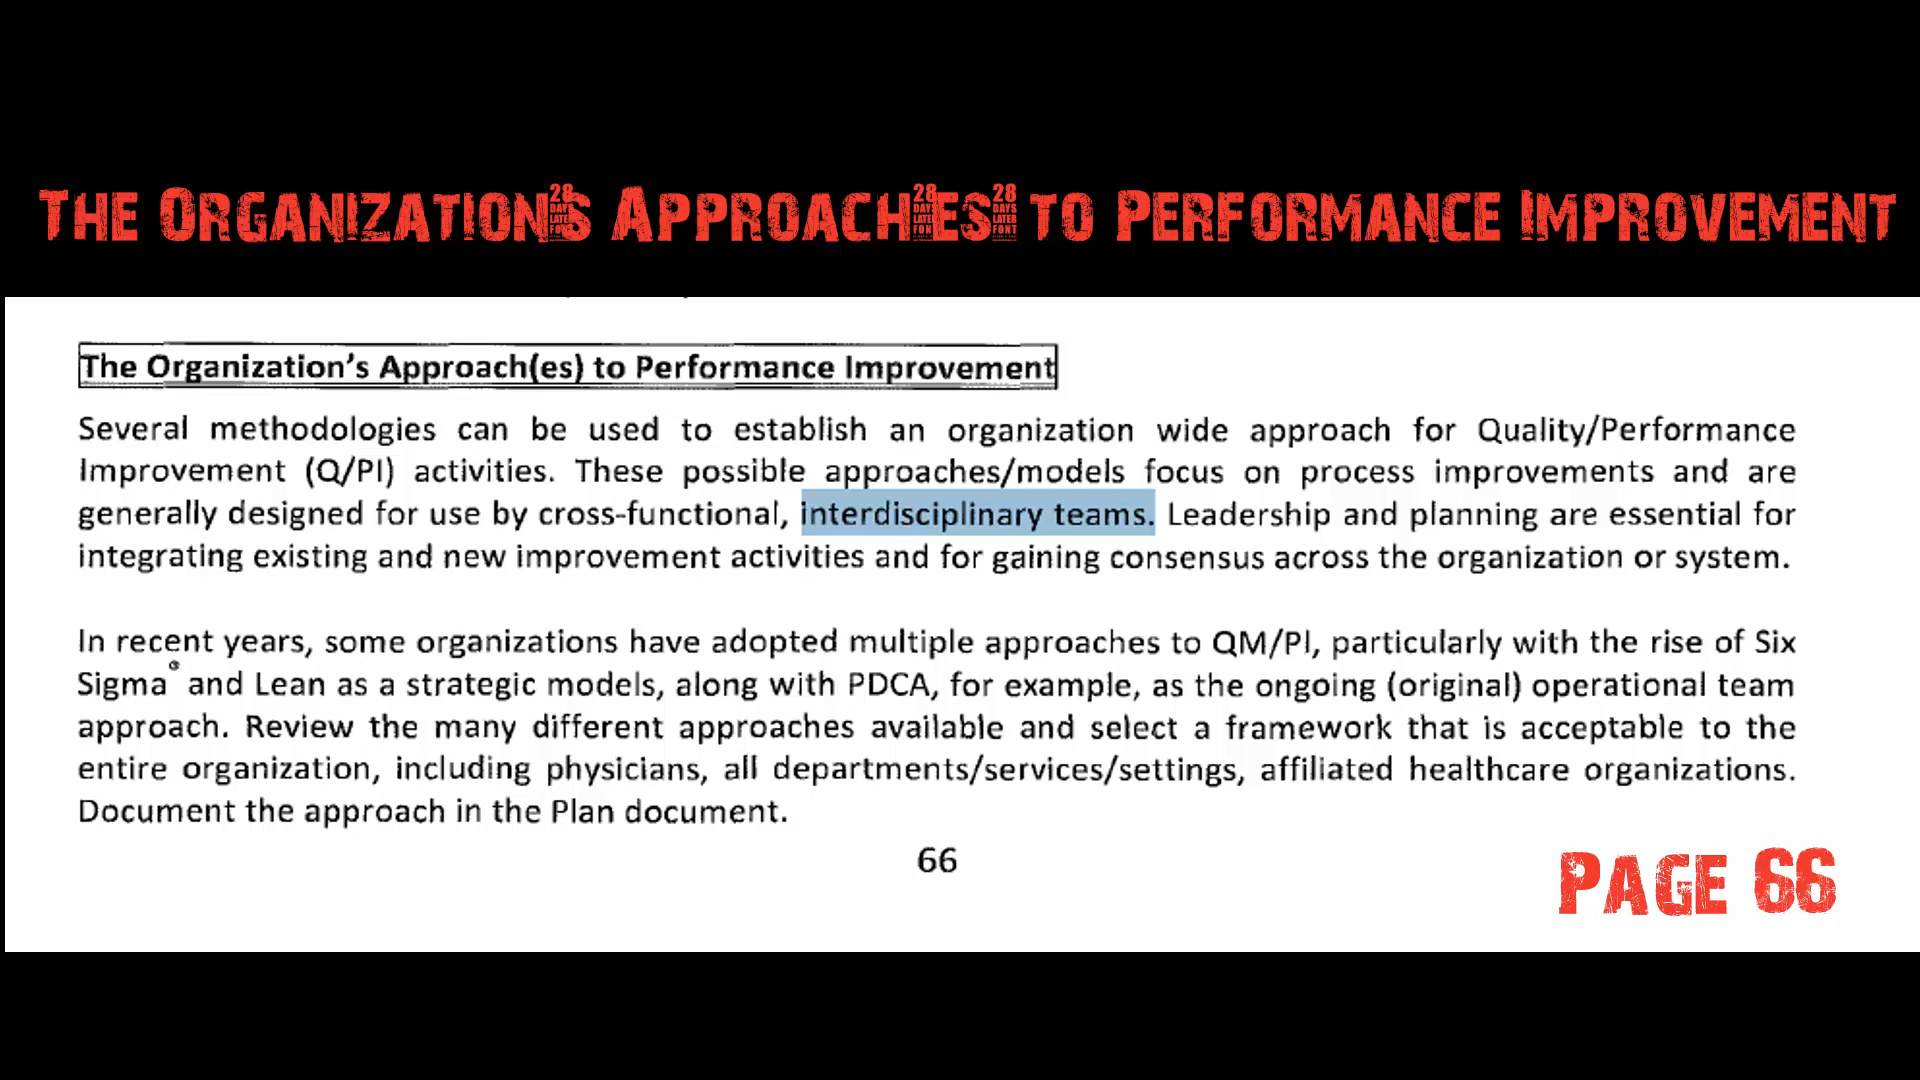 The Organization's Approach(es) to Performance Improvement
The Organization's Approach(es) to Performance Improvement
Several methodologies can be used to establish an organization wide approach for Quality/Performance
Improvement (Q/PI) activities. These possible approaches/models focus on process improvements and are
generally designed for use by cross-functional, interdisciplinary teams. Leadership and planning are essential for
integrating existing and new improvement activities and for gaining consensus across the organization or system.
In recent years, some organizations have adopted multiple approaches to QM/PI, particularly with the rise of Six
Sigma® and Lean as a strategic models, along with PDCA, for example, as the ongoing (original) operational team
approach. Review the many different approaches available and select a framework that is acceptable to the
entire organization, including physicians, all departments/services/settings, affiliated healthcare organizations.
Document the approach in the Plan document.
66
Page 66